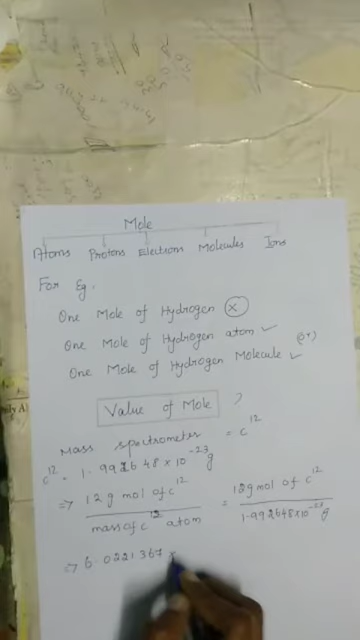 Mole
Atoms Protons Electrons Molecules Ions
For Eg.
One Mole of Hydrogen X
One Mole of Hydrogen atom ✓ (or)
One Mole of Hydrogen Molecule ✓
Value of Mole ?
Mass spectrometer = C¹²
C¹² = 1.992648 × 10⁻²³ g
=> 12 g mol of C¹² / mass of C¹² atom = 12 g mol of C¹² / 1.992648 × 10⁻²³ g
=> 6.0221367 ×